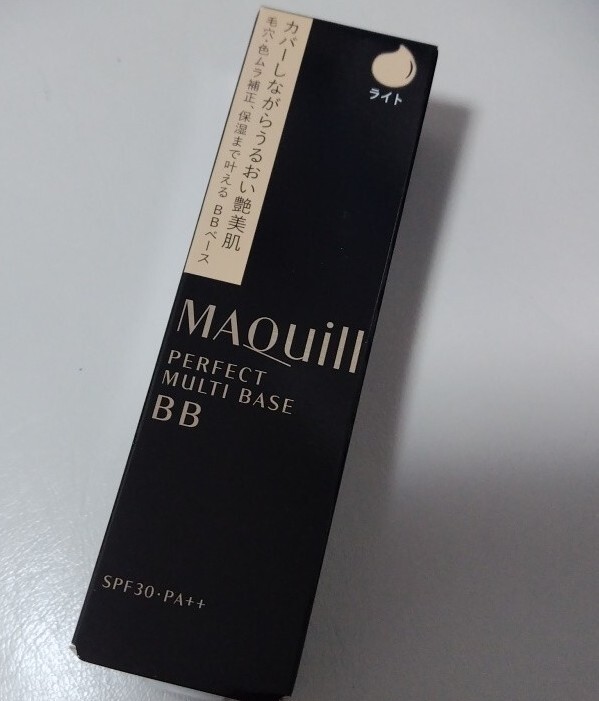 カバーしながらうるおい艶美肌
毛穴・色ムラ補正、保湿まで叶える BBベース
ライト
MAQuill
PERFECT
MULTI BASE
BB
SPF30・PA++